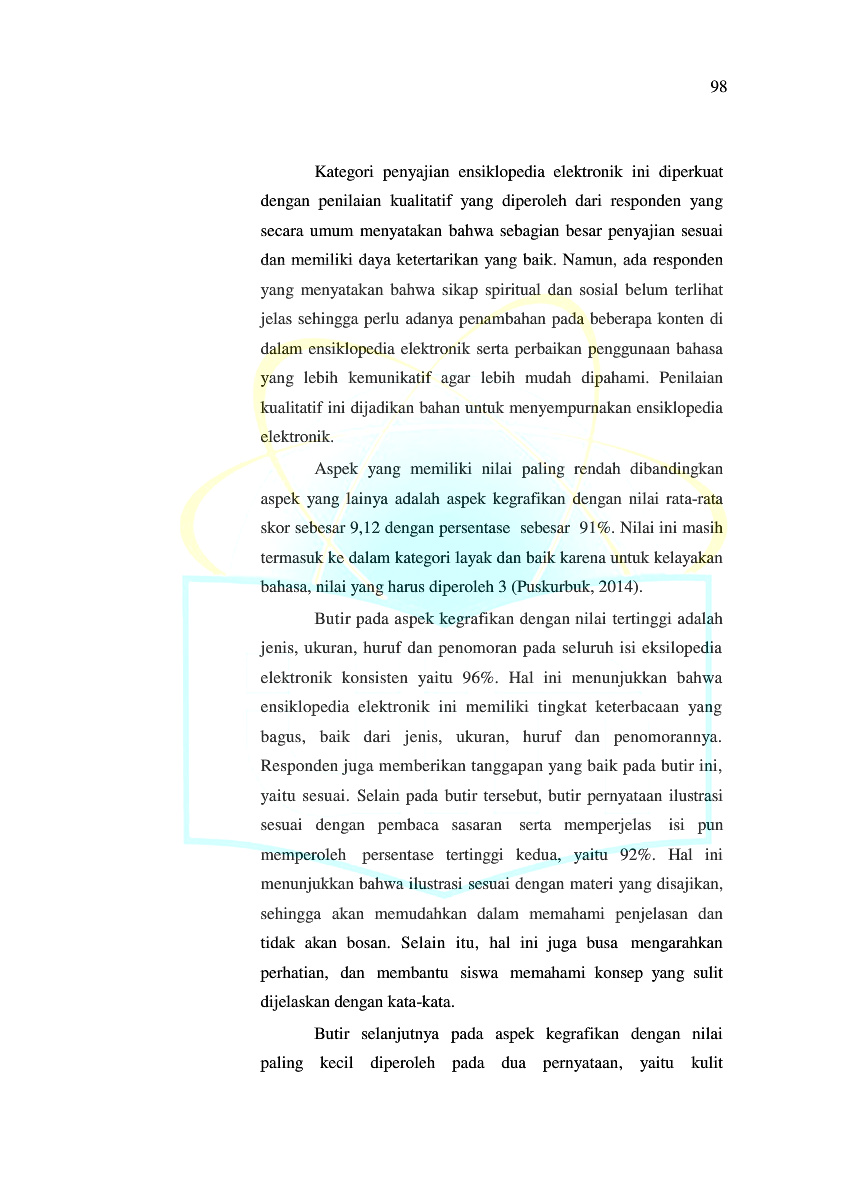 98
Kategori penyajian ensiklopedia elektronik ini diperkuat
dengan penilaian kualitatif yang diperoleh dari responden yang
secara umum menyatakan bahwa sebagian besar penyajian sesuai
dan memiliki daya ketertarikan yang baik. Namun, ada responden
yang menyatakan bahwa sikap spiritual dan sosial belum terlihat
jelas sehingga perlu adanya penambahan pada beberapa konten di
dalam ensiklopedia elektronik serta perbaikan penggunaan bahasa
yang lebih kemunikatif agar lebih mudah dipahami. Penilaian
kualitatif ini dijadikan bahan untuk menyempurnakan ensiklopedia
elektronik.
Aspek yang memiliki nilai paling rendah dibandingkan
aspek yang lainya adalah aspek kegrafikan dengan nilai rata-rata
skor sebesar 9,12 dengan persentase sebesar 91%. Nilai ini masih
termasuk ke dalam kategori layak dan baik karena untuk kelayakan
bahasa, nilai yang harus diperoleh 3 (Puskurbuk, 2014).
Butir pada aspek kegrafikan dengan nilai tertinggi adalah
jenis, ukuran, huruf dan penomoran pada seluruh isi eksilopedia
elektronik konsisten yaitu 96%. Hal ini menunjukkan bahwa
ensiklopedia elektronik ini memiliki tingkat keterbacaan yang
bagus, baik dari jenis, ukuran, huruf dan penomorannya.
Responden juga memberikan tanggapan yang baik pada butir ini,
yaitu sesuai. Selain pada butir tersebut, butir pernyataan ilustrasi
sesuai dengan pembaca sasaran serta memperjelas isi pun
memperoleh persentase tertinggi kedua, yaitu 92%. Hal ini
menunjukkan bahwa ilustrasi sesuai dengan materi yang disajikan,
sehingga akan memudahkan dalam memahami penjelasan dan
tidak akan bosan. Selain itu, hal ini juga busa mengarahkan
perhatian, dan membantu siswa memahami konsep yang sulit
dijelaskan dengan kata-kata.
Butir selanjutnya pada aspek kegrafikan dengan nilai
paling kecil diperoleh pada dua pernyataan, yaitu kulit